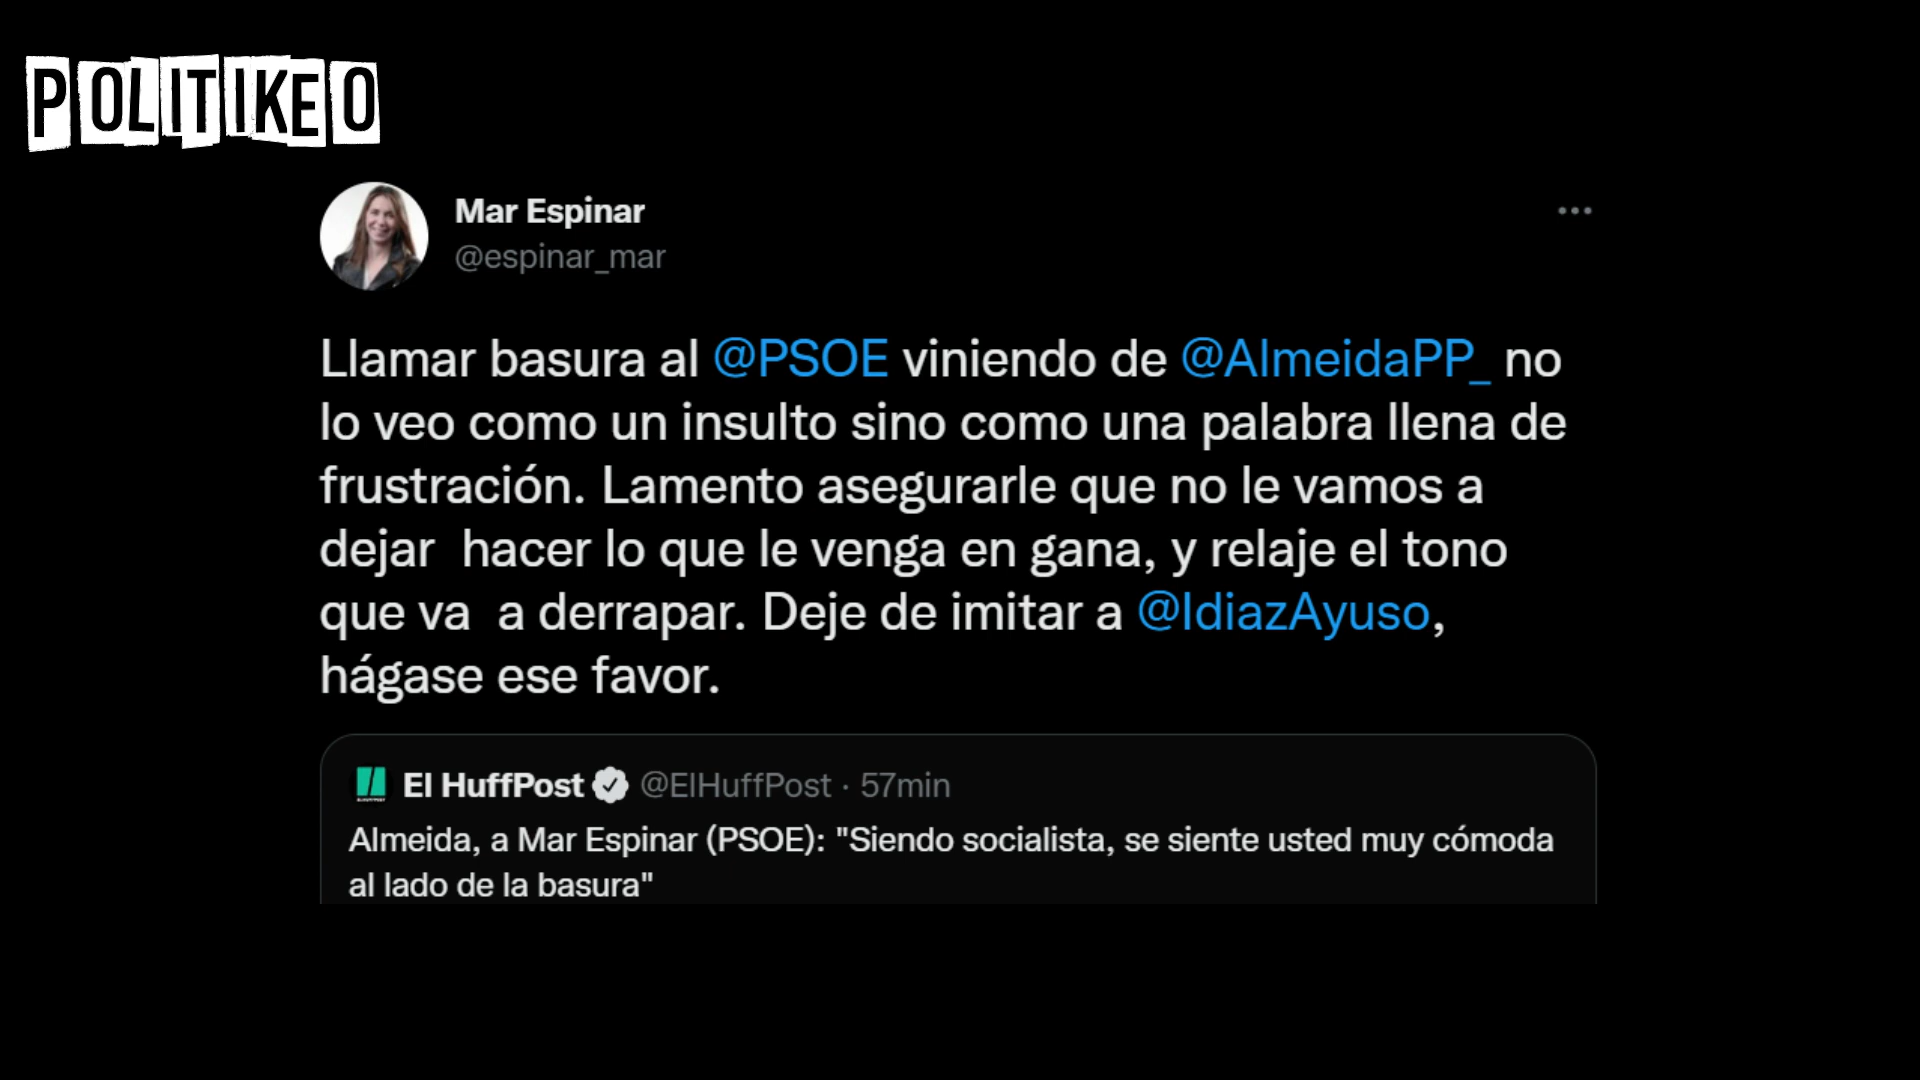 POLITIKEO
Mar Espinar
@espinar_mar
Llamar basura al @PSOE viniendo de @AlmeidaPP_ no
lo veo como un insulto sino como una palabra llena de
frustración. Lamento asegurarle que no le vamos a
dejar  hacer lo que le venga en gana, y relaje el tono
que va  a derrapar. Deje de imitar a @IdiazAyuso,
hágase ese favor.
El HuffPost @ElHuffPost · 57min
Almeida, a Mar Espinar (PSOE): "Siendo socialista, se siente usted muy cómoda
al lado de la basura"